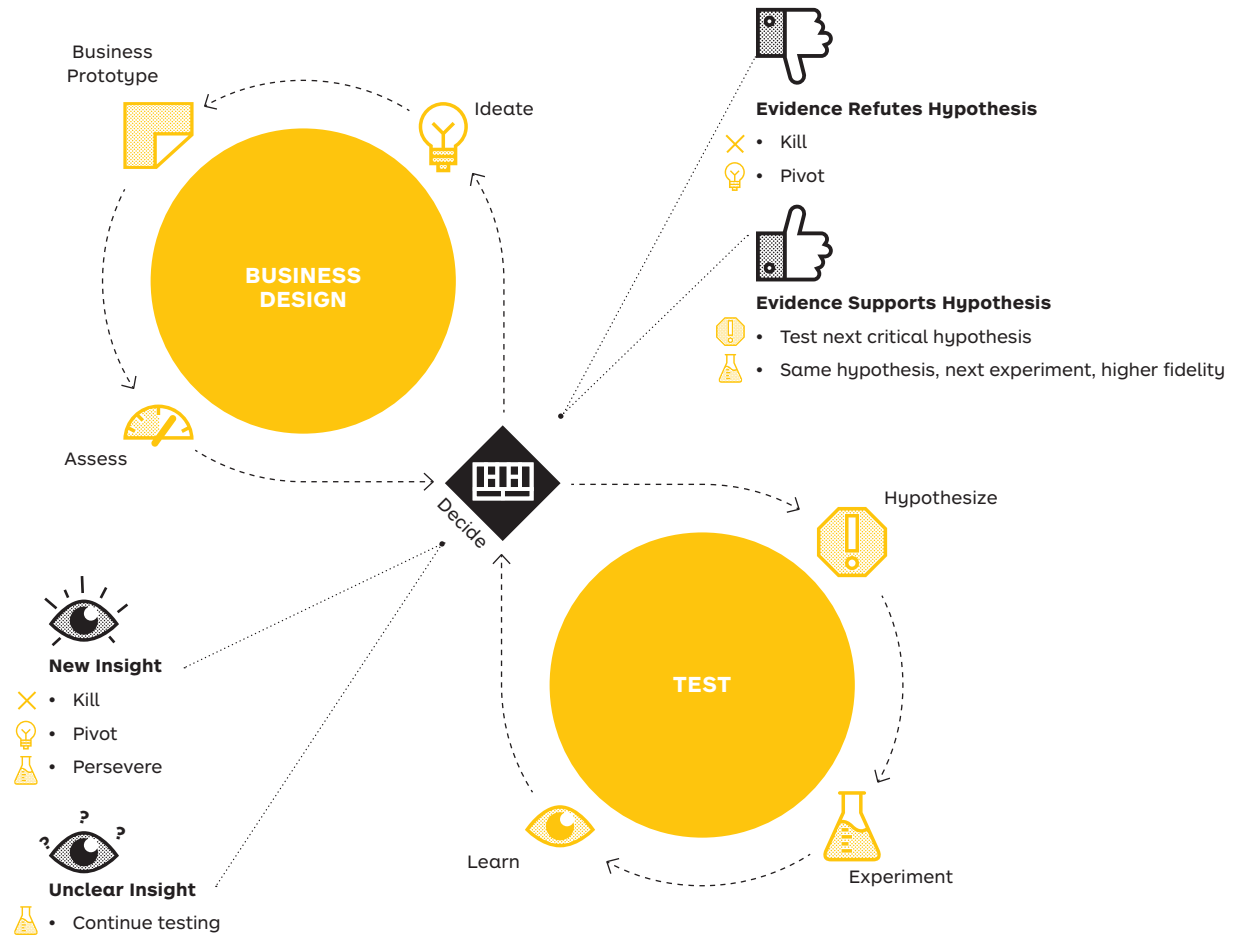 Business
Prototype
Ideate
BUSINESS
DESIGN
Assess
Decide
Evidence Refutes Hypothesis
• Kill
• Pivot
Evidence Supports Hypothesis
• Test next critical hypothesis
• Same hypothesis, next experiment, higher fidelity
Hypothesize
TEST
Experiment
Learn
New Insight
• Kill
• Pivot
• Persevere
? ? ?
Unclear Insight
• Continue testing